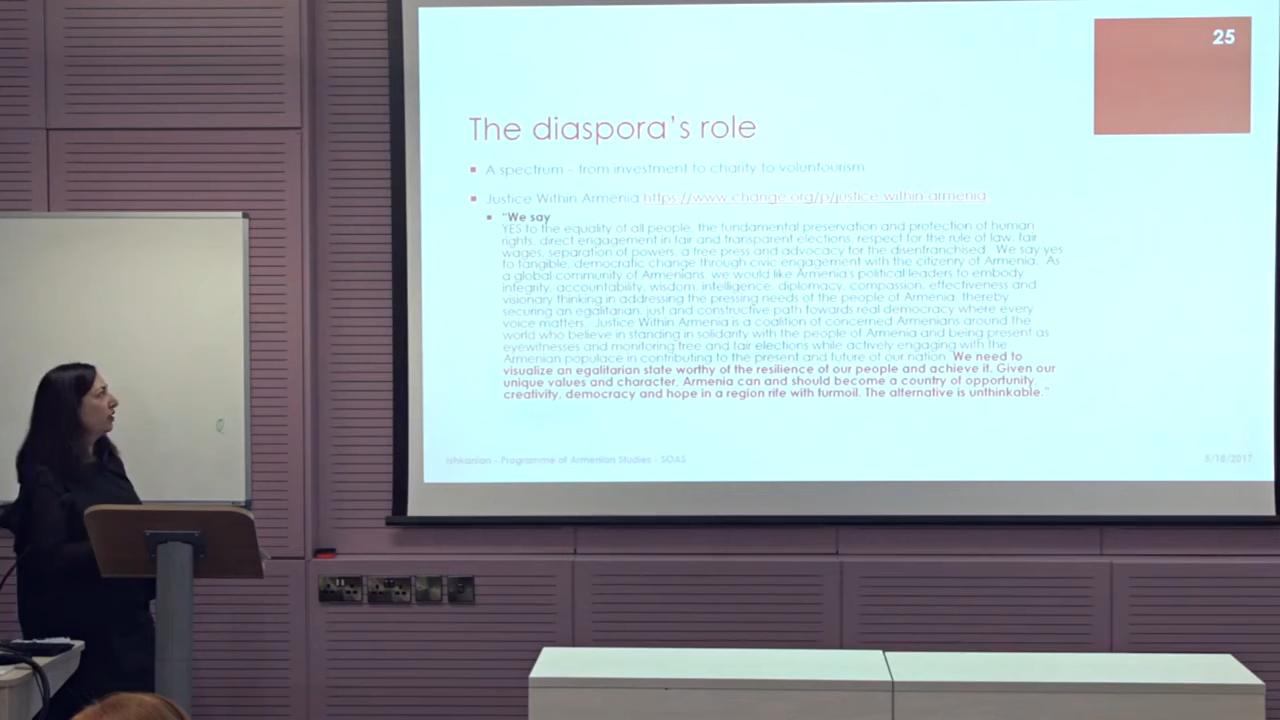 25
The diaspora's role
A spectrum – from investment to charity to voluntourism
Justice Within Armenia https://www.change.org/p/justice-within-armenia
"We say
YES to the equality of all people, the fundamental preservation and protection of human
rights, direct engagement in fair and transparent elections, respect for the rule of law, fair
wages, separation of powers, a free press and advocacy for the disenfranchised. We say yes
to tangible, democratic change through civic engagement with the citizenry of Armenia. As
a global community of Armenians, we would like Armenia's political leaders to embody
integrity, accountability, wisdom, intelligence, diplomacy, compassion, effectiveness and
visionary thinking in addressing the pressing needs of the people of Armenia, thereby
securing an egalitarian, just and constructive path towards real democracy where every
voice matters. Justice Within Armenia is a coalition of concerned Armenians around the
world who believe in standing in solidarity with the people of Armenia and being present as
eyewitnesses and monitoring free and fair elections while actively engaging with the
Armenian populace in contributing to the present and future of our nation. We need to
visualize an egalitarian state worthy of the resilience of our people and achieve it. Given our
unique values and character, Armenia can and should become a country of opportunity,
creativity, democracy and hope in a region rife with turmoil. The alternative is unthinkable."
Ishkanian - Programme of Armenian Studies - SOAS
5/18/2017